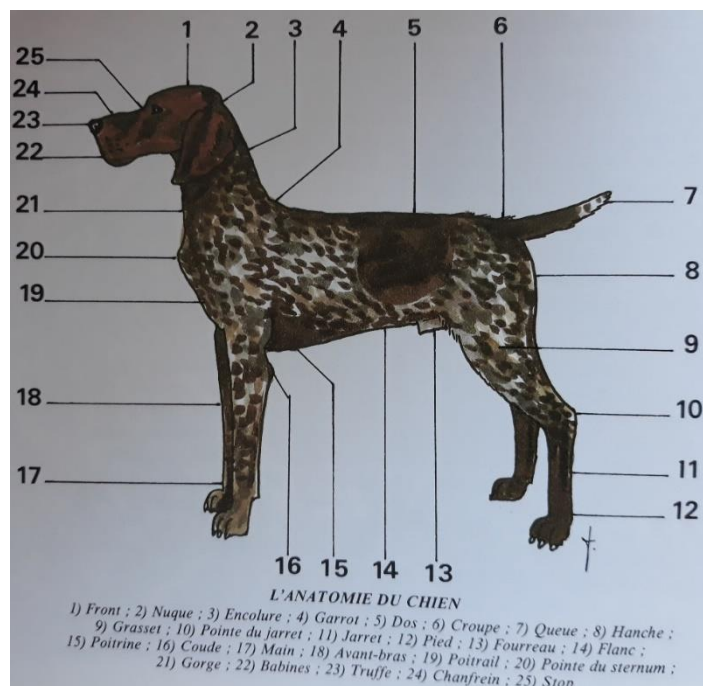 1 2 3 4 5 6
25
24
23
22
21
20
19
18
17
7
8
9
10
11
12
16 15 14 13
L'ANATOMIE DU CHIEN
1) Front ; 2) Nuque ; 3) Encolure ; 4) Garrot ; 5) Dos ; 6) Croupe ; 7) Queue ; 8) Hanche ;
9) Grasset ; 10) Pointe du jarret ; 11) Jarret ; 12) Pied ; 13) Fourreau ; 14) Flanc ;
15) Poitrine ; 16) Coude ; 17) Main ; 18) Avant-bras ; 19) Poitrail ; 20) Pointe du sternum ;
21) Gorge ; 22) Babines ; 23) Truffe ; 24) Chanfrein ; 25) Stop